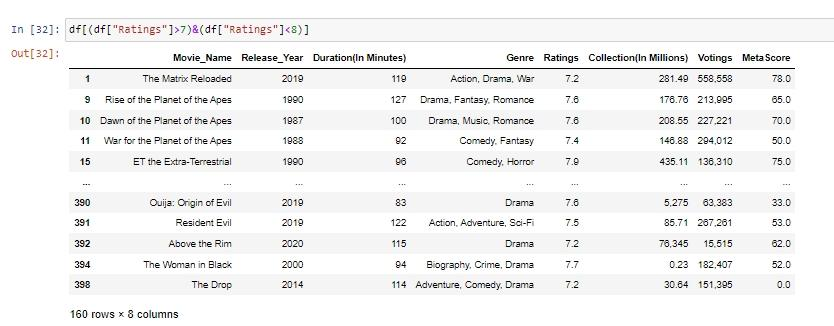 In [32]: df[(df["Ratings"]>7)&(df["Ratings"]<8)]
Out[32]:
Movie_Name Release_Year Duration(In Minutes) Genre Ratings Collection(In Millions) Votings MetaScore
1 The Matrix Reloaded 2019 119 Action, Drama, War 7.2 281.49 558,558 78.0
9 Rise of the Planet of the Apes 1990 127 Drama, Fantasy, Romance 7.6 176.76 213,995 65.0
10 Dawn of the Planet of the Apes 1987 100 Drama, Music, Romance 7.6 208.55 227,221 70.0
11 War for the Planet of the Apes 1988 92 Comedy, Fantasy 7.4 146.88 294,012 50.0
15 ET the Extra-Terrestrial 1990 96 Comedy, Horror 7.9 435.11 136,310 75.0
... ... ... ... ... ... ... ... ...
390 Ouija: Origin of Evil 2019 83 Drama 7.6 5,275 63,383 33.0
391 Resident Evil 2019 122 Action, Adventure, Sci-Fi 7.5 85.71 267,261 53.0
392 Above the Rim 2020 115 Drama 7.2 76,345 15,515 62.0
394 The Woman in Black 2000 94 Biography, Crime, Drama 7.7 0.23 182,407 52.0
398 The Drop 2014 114 Adventure, Comedy, Drama 7.2 30.64 151,395 0.0
160 rows × 8 columns